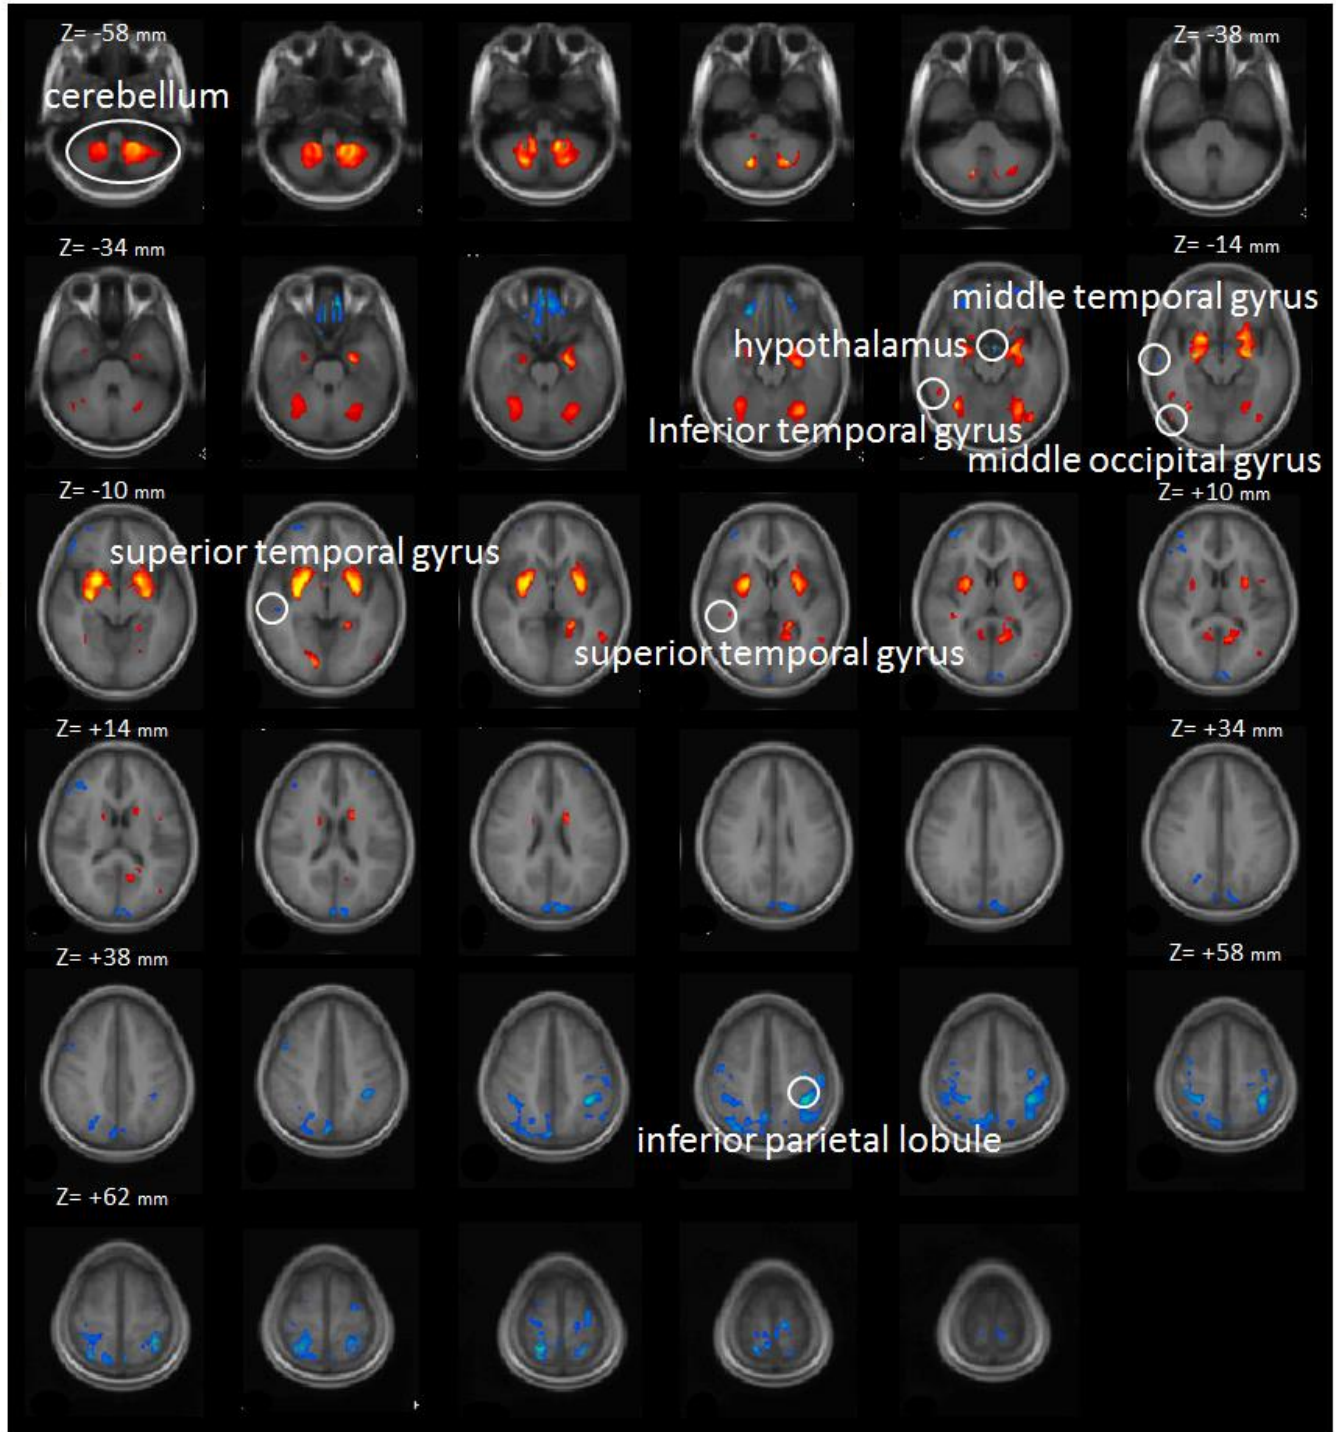 Z= -58 mm
Z= -38 mm
cerebellum
Z= -34 mm
Z= -14 mm
middle temporal gyrus
hypothalamus
Inferior temporal gyrus
middle occipital gyrus
Z= -10 mm
Z= +10 mm
superior temporal gyrus
superior temporal gyrus
Z= +14 mm
Z= +34 mm
Z= +38 mm
Z= +58 mm
inferior parietal lobule
Z= +62 mm